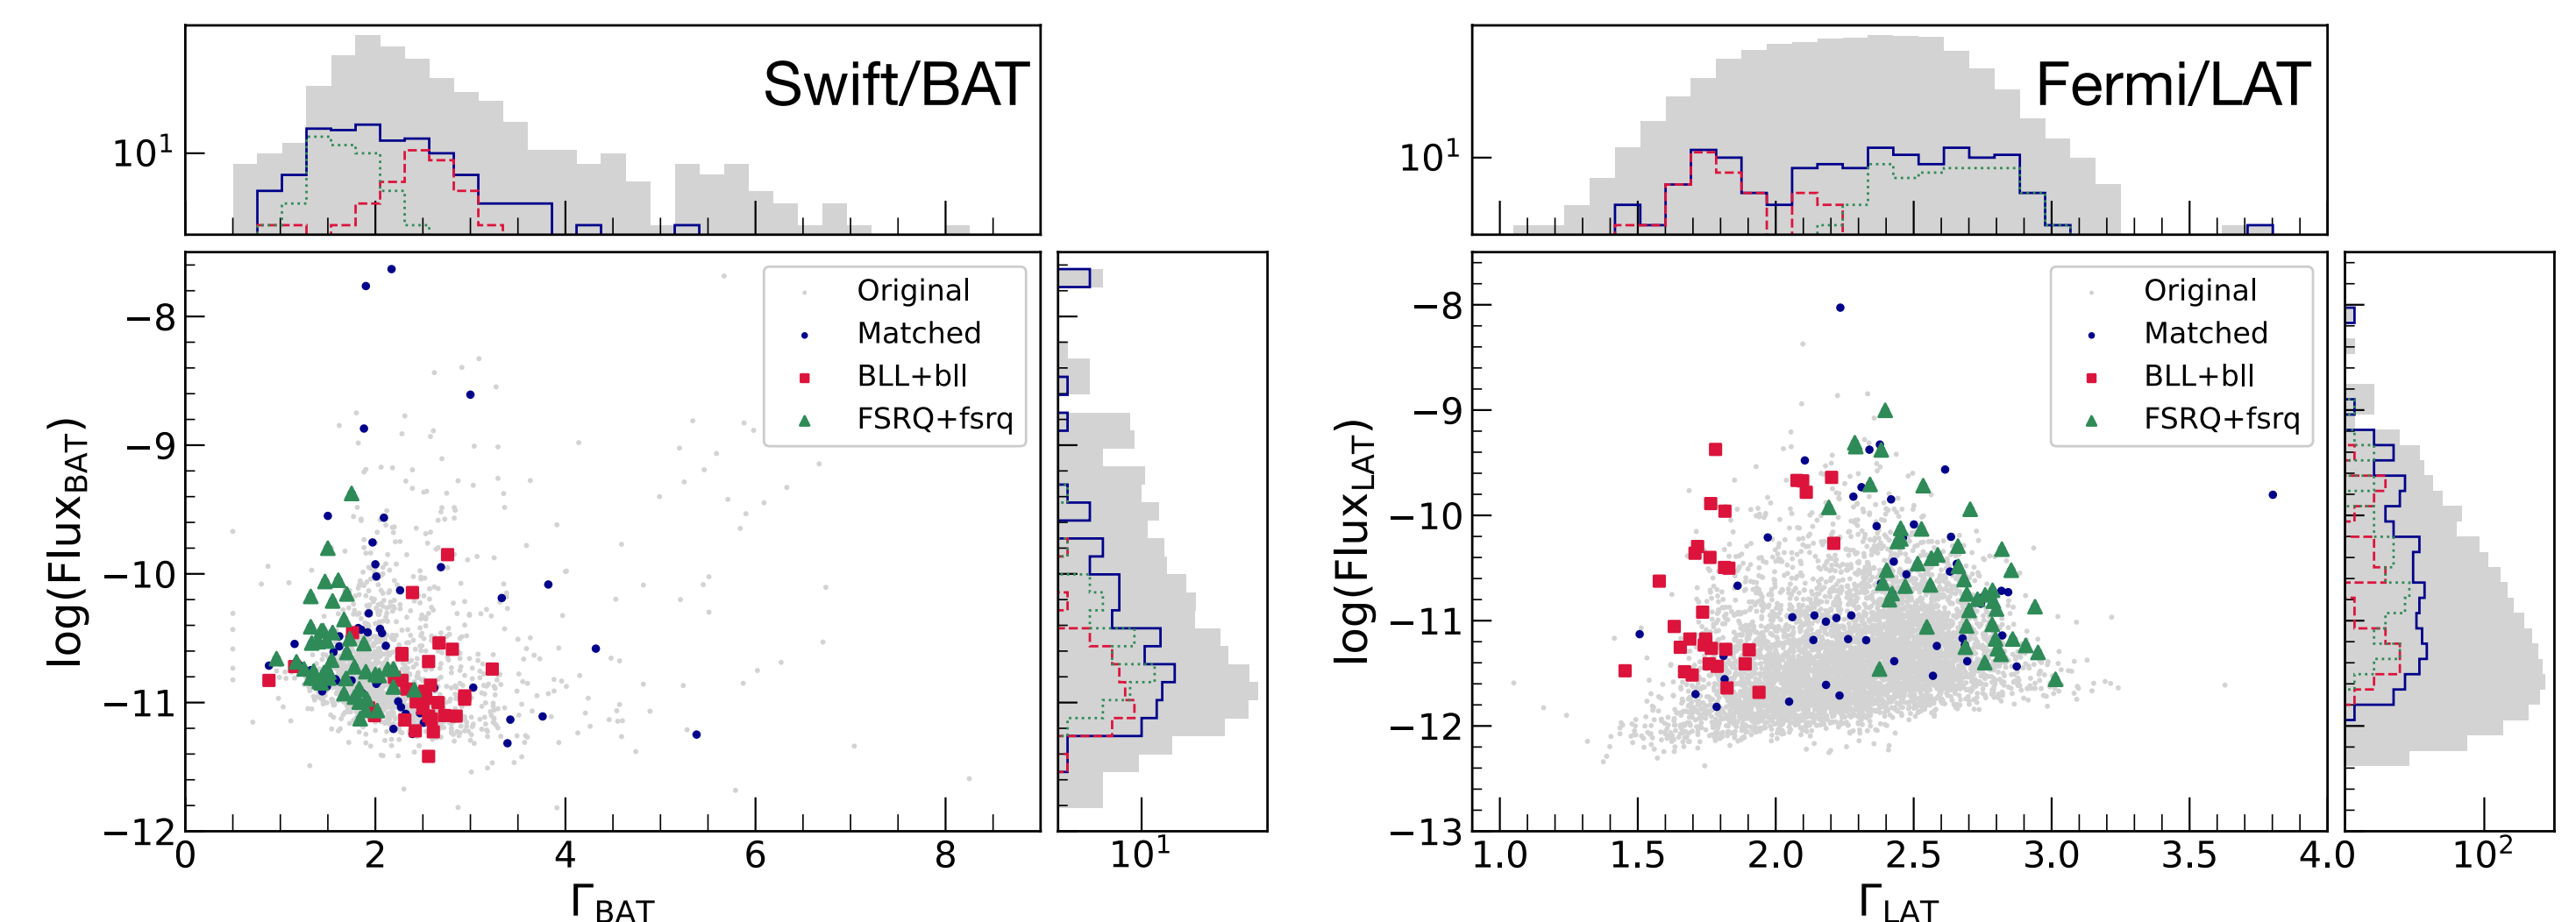 Swift/BAT
10¹
Original
Matched
BLL+bll
FSRQ+fsrq
−8
−9
−10
−11
−12
log(Flux_BAT)
0 2 4 6 8
10¹
Γ_BAT
Fermi/LAT
10¹
Original
Matched
BLL+bll
FSRQ+fsrq
−8
−9
−10
−11
−12
−13
log(Flux_LAT)
1.0 1.5 2.0 2.5 3.0 3.5 4.0
10²
Γ_LAT